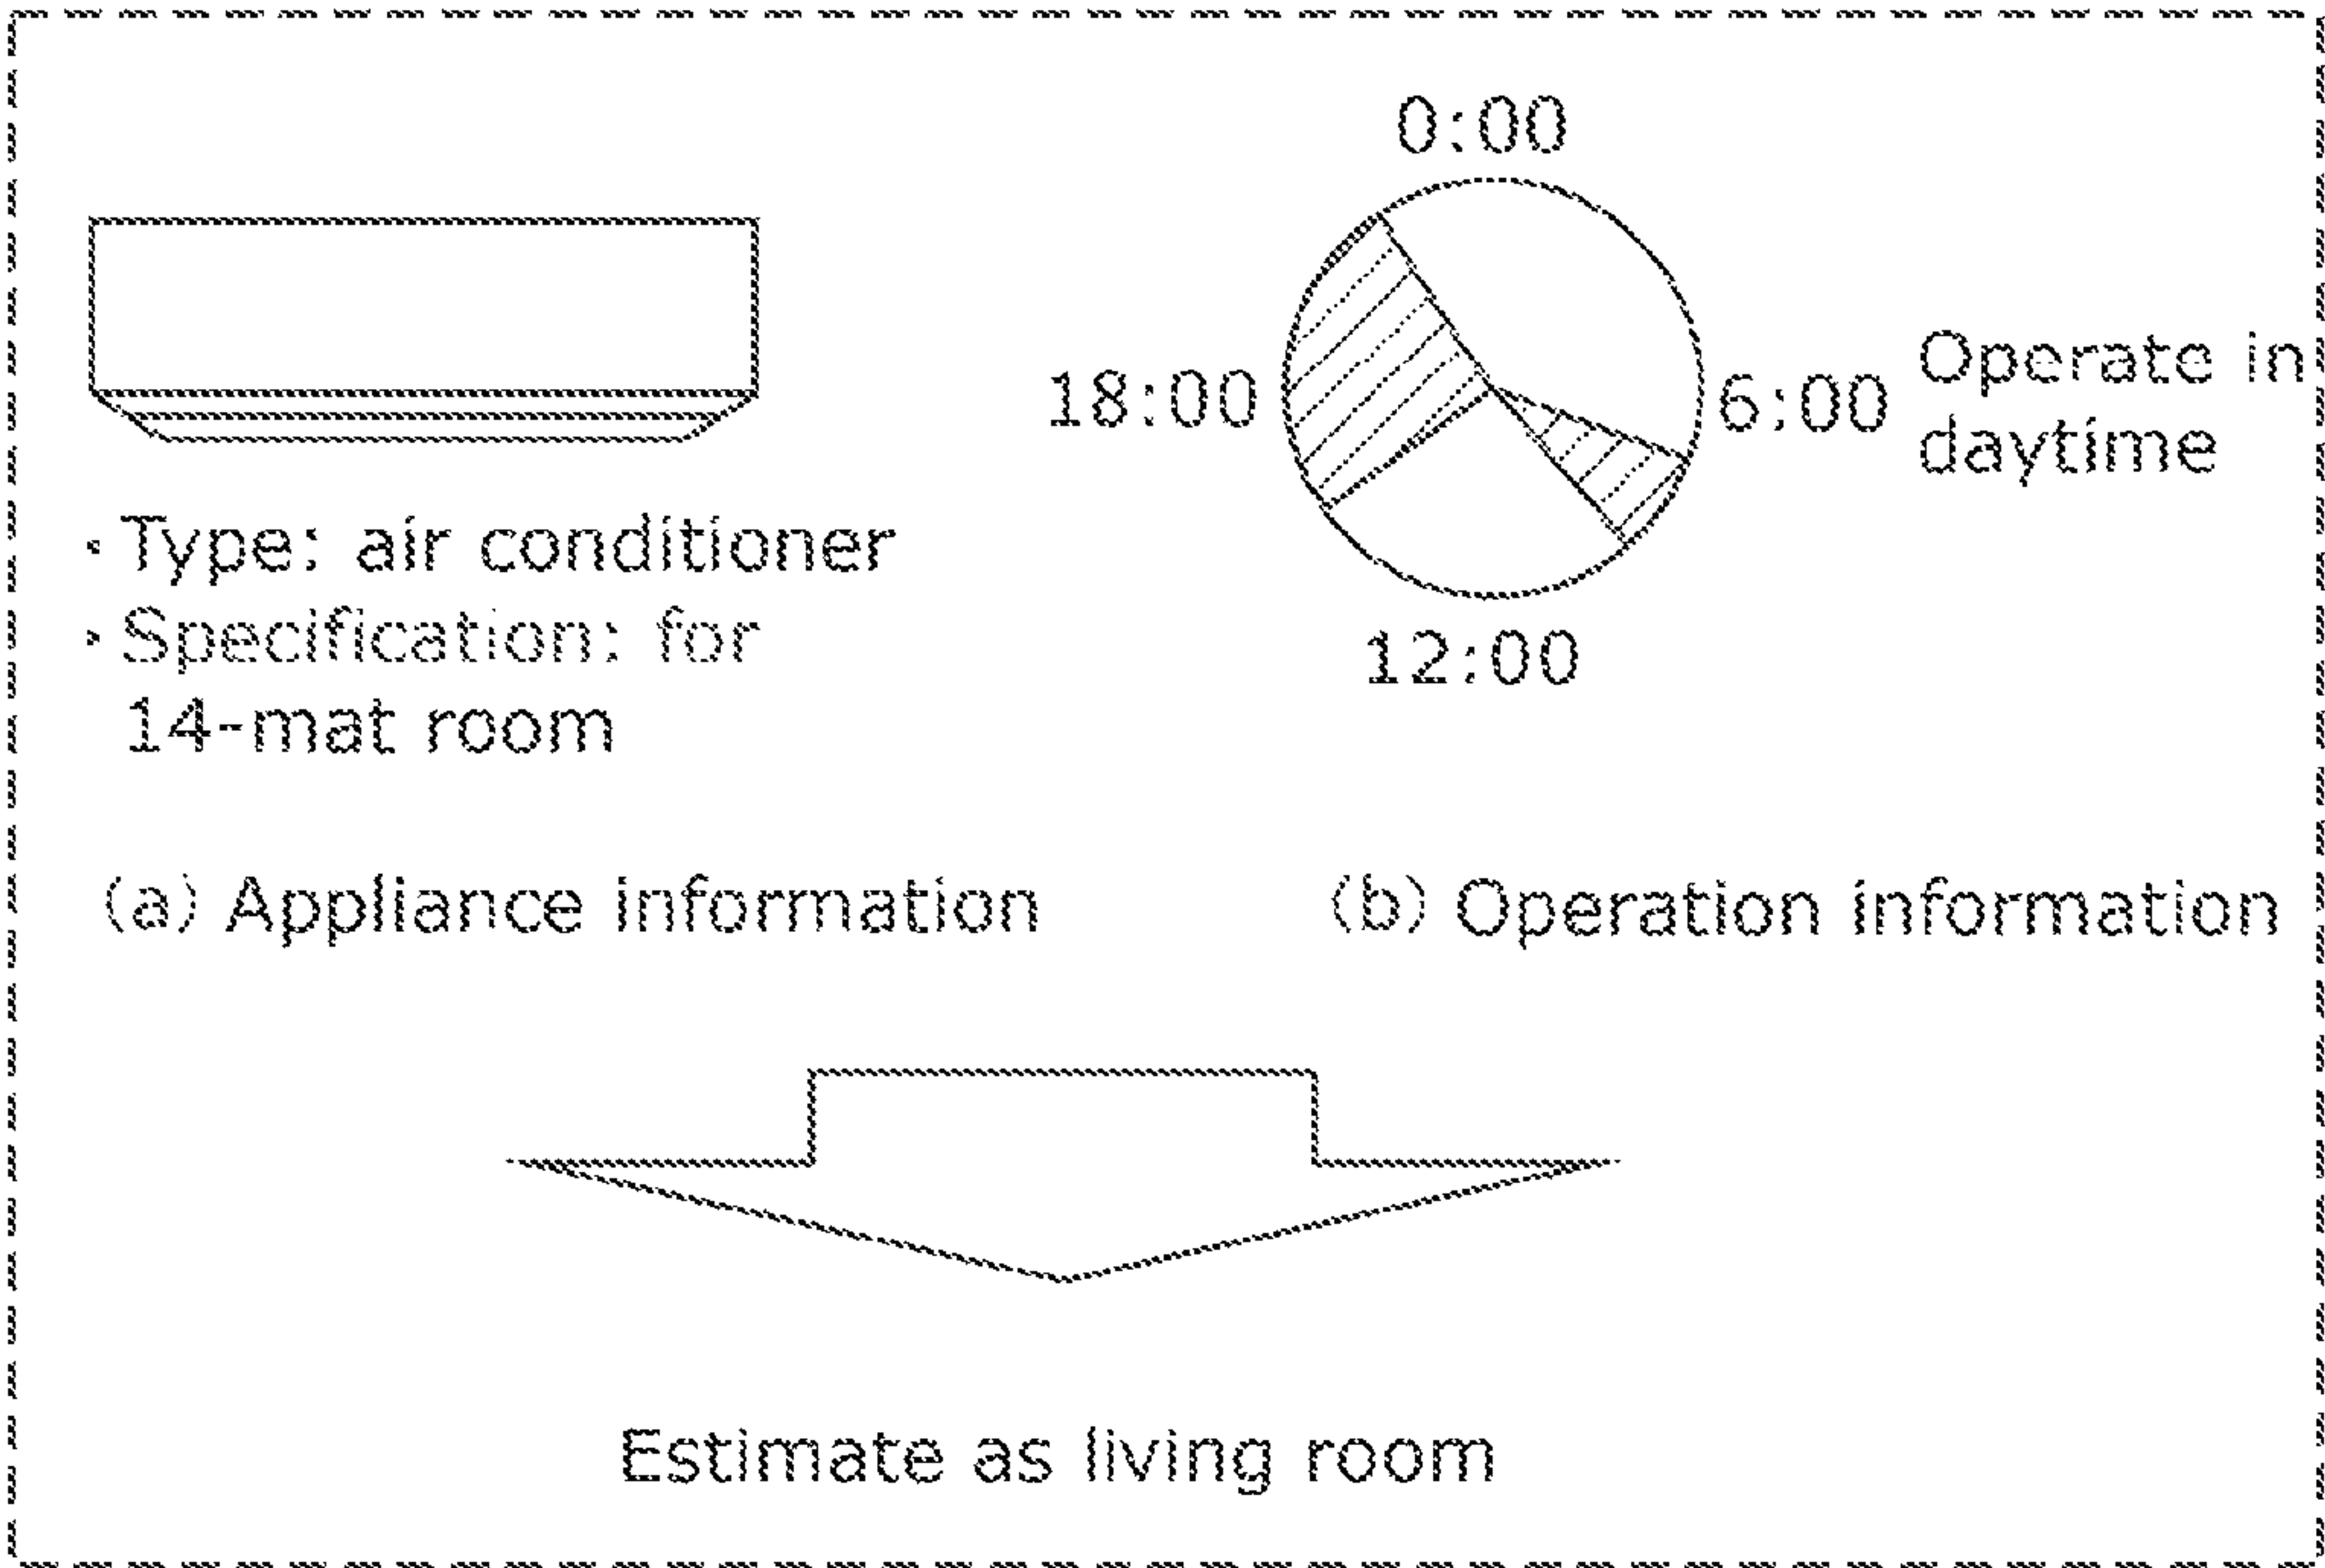 0:00
18:00
6:00
Operate in
daytime
12:00
· Type: air conditioner
· Specification: for
14-mat room
(a) Appliance information
(b) Operation information
Estimate as living room